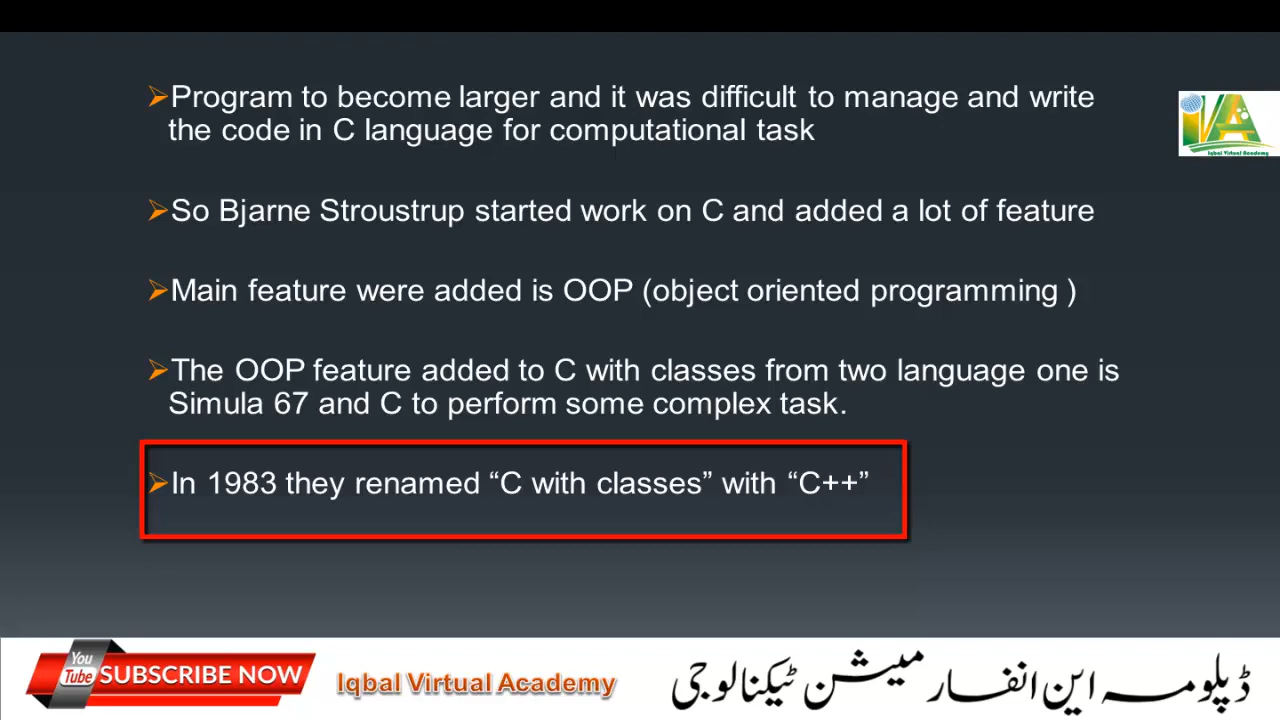 ➢Program to become larger and it was difficult to manage and write
the code in C language for computational task
➢So Bjarne Stroustrup started work on C and added a lot of feature
➢Main feature were added is OOP (object oriented programming )
➢The OOP feature added to C with classes from two language one is
Simula 67 and C to perform some complex task.
➢In 1983 they renamed “C with classes” with “C++”
IVA
Iqbal Virtual Academy
You Tube SUBSCRIBE NOW
Iqbal Virtual Academy
ڈپلومہ این انفارمیشن ٹیکنالوجی